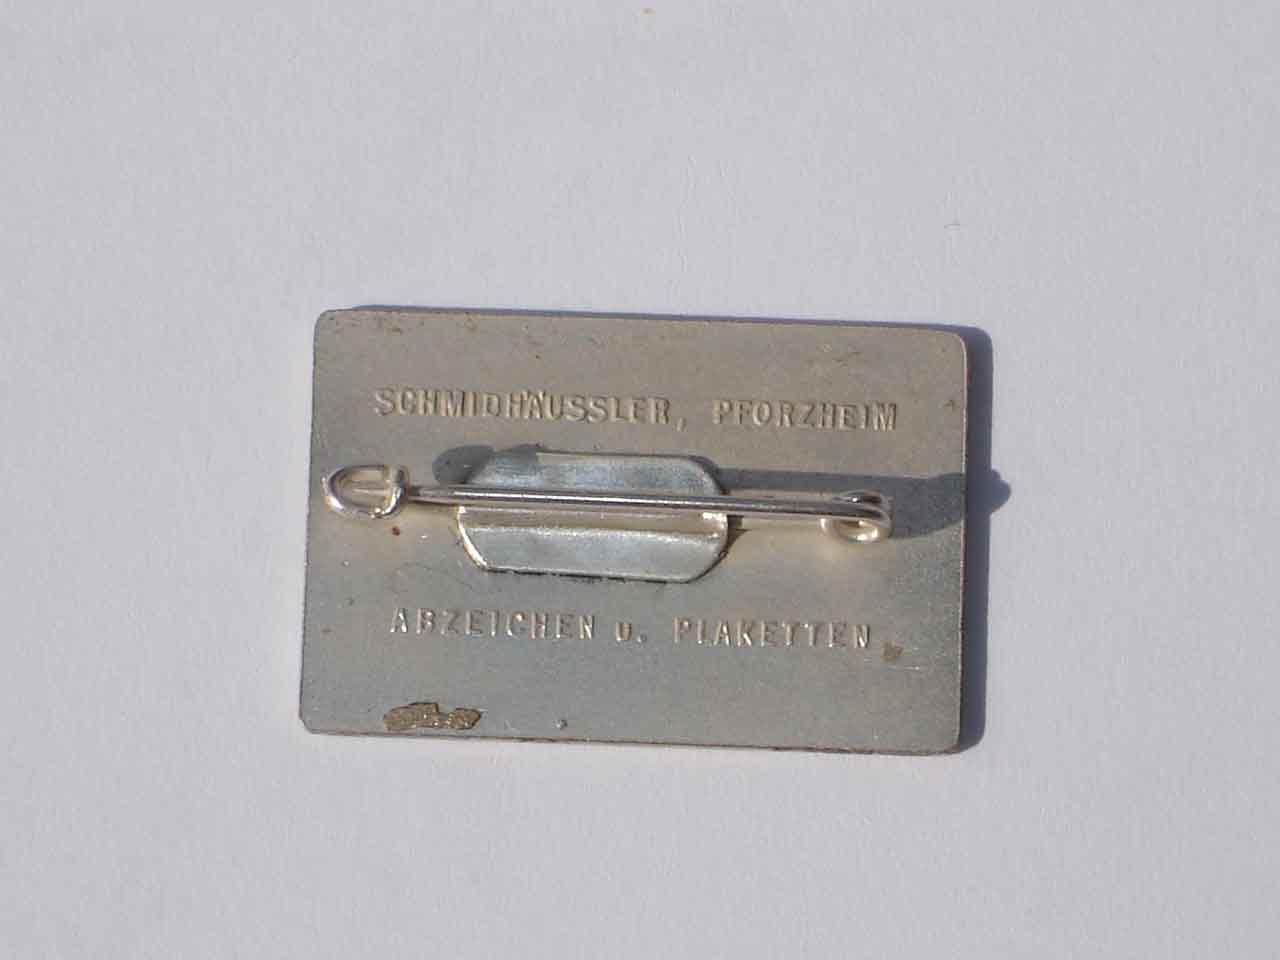 SCHMIDHÄUSSLER, PFORZHEIM
ABZEICHEN U. PLAKETTEN